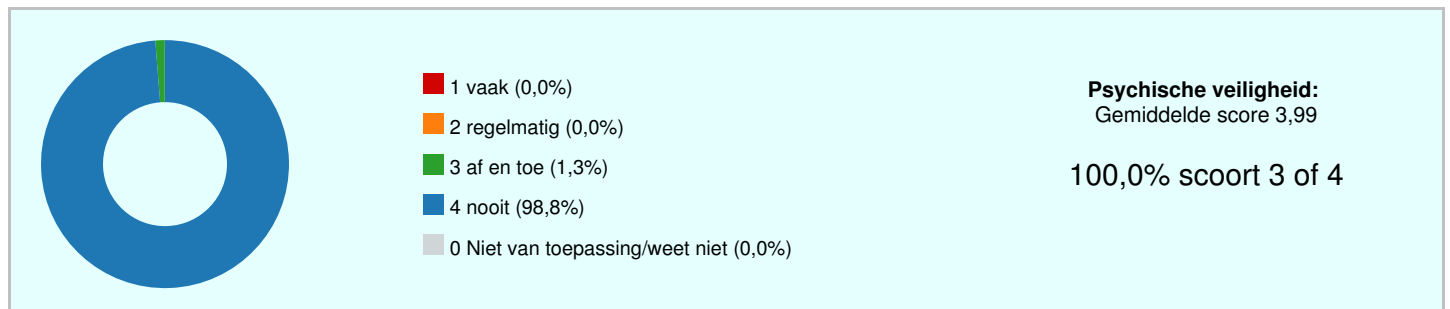 1 vaak (0,0%)
2 regelmatig (0,0%)
3 af en toe (1,3%)
4 nooit (98,8%)
0 Niet van toepassing/weet niet (0,0%)
Psychische veiligheid:
Gemiddelde score 3,99
100,0% scoort 3 of 4